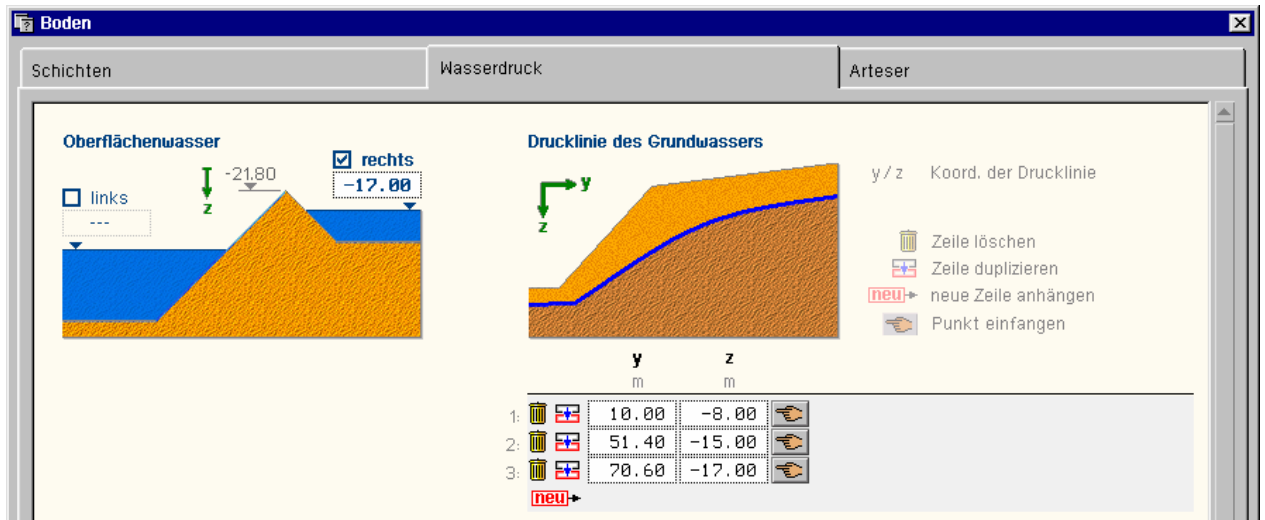 Boden
Schichten
Wasserdruck
Arteser
Oberflächenwasser
links
---
z
-21.80
rechts
-17.00
Drucklinie des Grundwassers
y
z
y / z Koord. der Drucklinie
Zeile löschen
Zeile duplizieren
neu neue Zeile anhängen
Punkt einfangen
y z
m m
1: 10.00 -8.00
2: 51.40 -15.00
3: 70.60 -17.00
neu